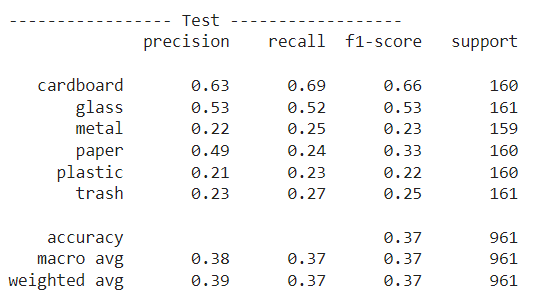 ----------------- Test ------------------
precision recall f1-score support
cardboard 0.63 0.69 0.66 160
glass 0.53 0.52 0.53 161
metal 0.22 0.25 0.23 159
paper 0.49 0.24 0.33 160
plastic 0.21 0.23 0.22 160
trash 0.23 0.27 0.25 161
accuracy 0.37 961
macro avg 0.38 0.37 0.37 961
weighted avg 0.39 0.37 0.37 961